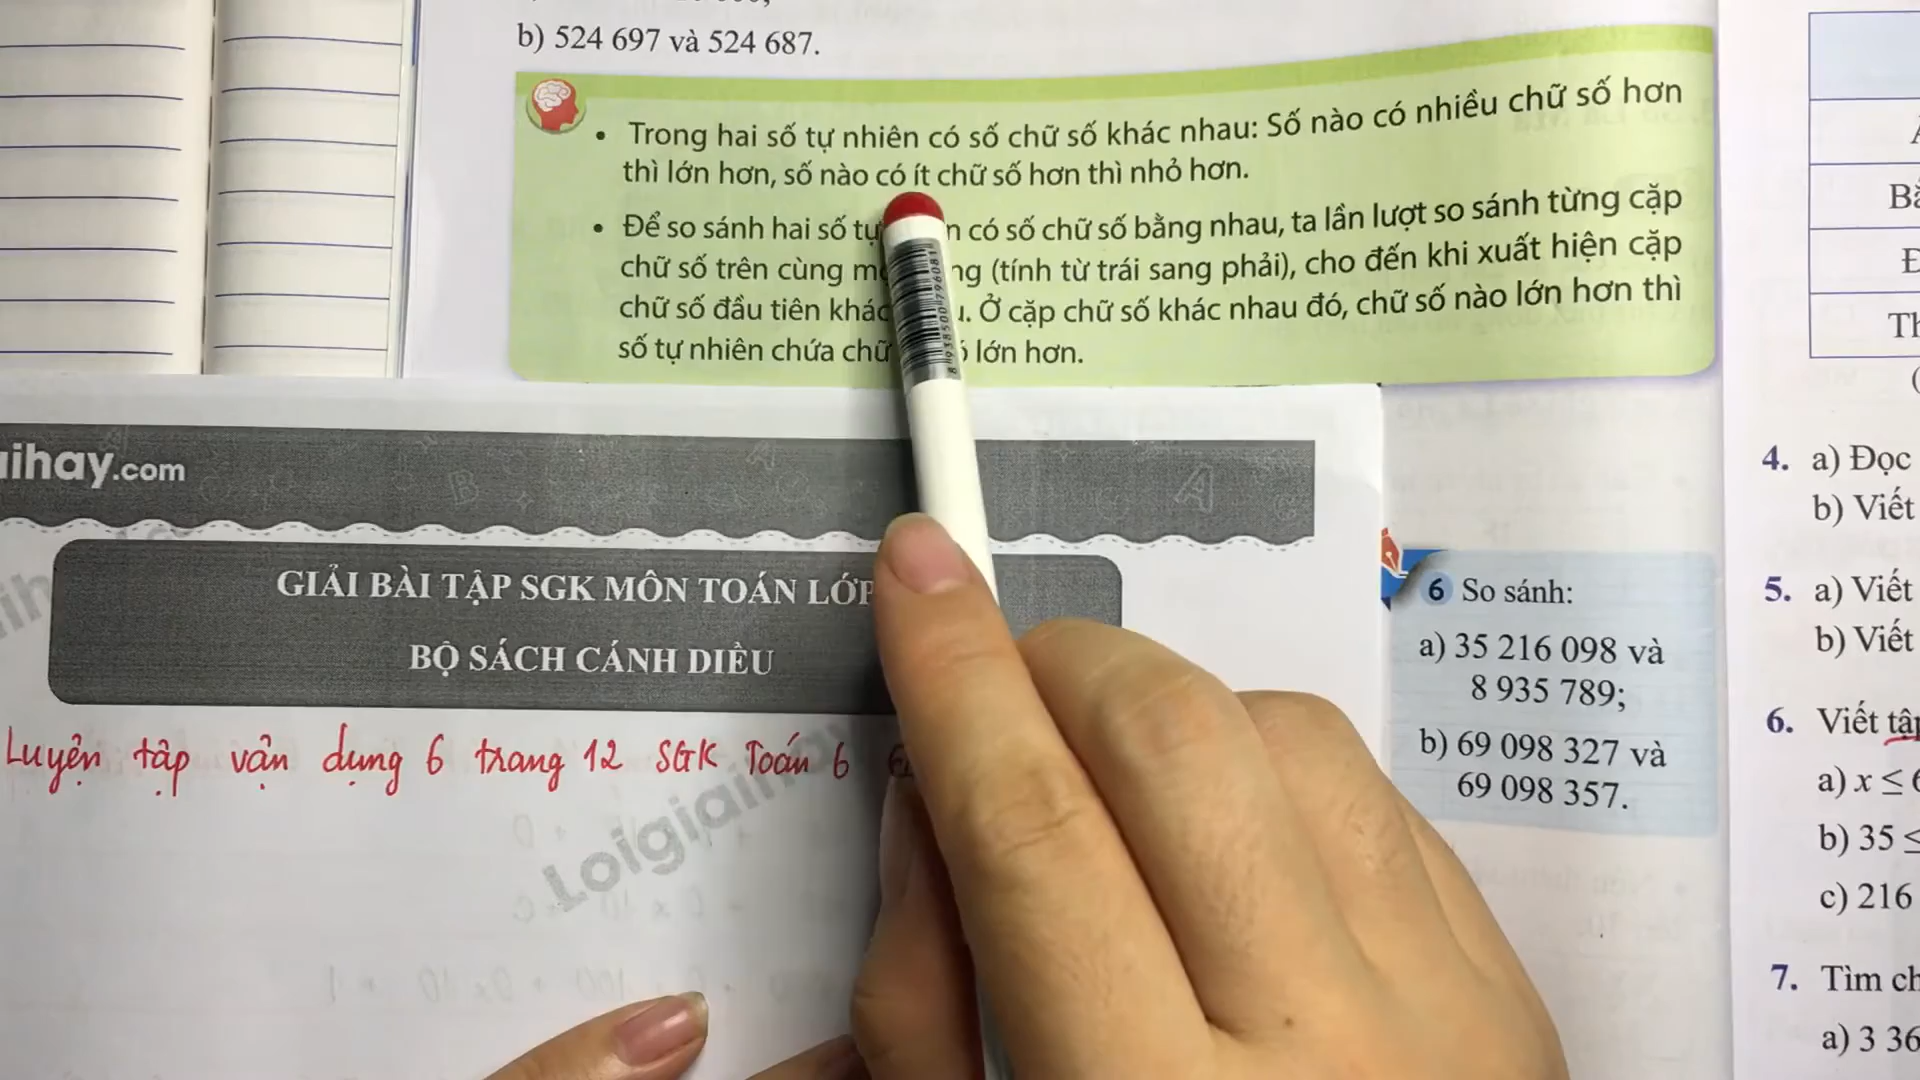 b) 524 697 và 524 687.
• Trong hai số tự nhiên có số chữ số khác nhau: Số nào có nhiều chữ số hơn
thì lớn hơn, số nào có ít chữ số hơn thì nhỏ hơn.
• Để so sánh hai số tự có số chữ số bằng nhau, ta lần lượt so sánh từng cặp
chữ số trên cùng (tính từ trái sang phải), cho đến khi xuất hiện cặp
chữ số đầu tiên khác Ở cặp chữ số khác nhau đó, chữ số nào lớn hơn thì
số tự nhiên chứa chữ lớn hơn.
8938500796081
aihay.com
GIẢI BÀI TẬP SGK MÔN TOÁN LỚP
BỘ SÁCH CÁNH DIỀU
Luyện tập vận dụng 6 trang 12 SGK Toán 6
Loigiaihay
6 So sánh:
a) 35 216 098 và
8 935 789;
b) 69 098 327 và
69 098 357.
4. a) Đọc
b) Viết
5. a) Viết
b) Viết
6. Viết tập
a) x ≤ 6
b) 35 ≤
c) 216
7. Tìm ch
a) 3 36